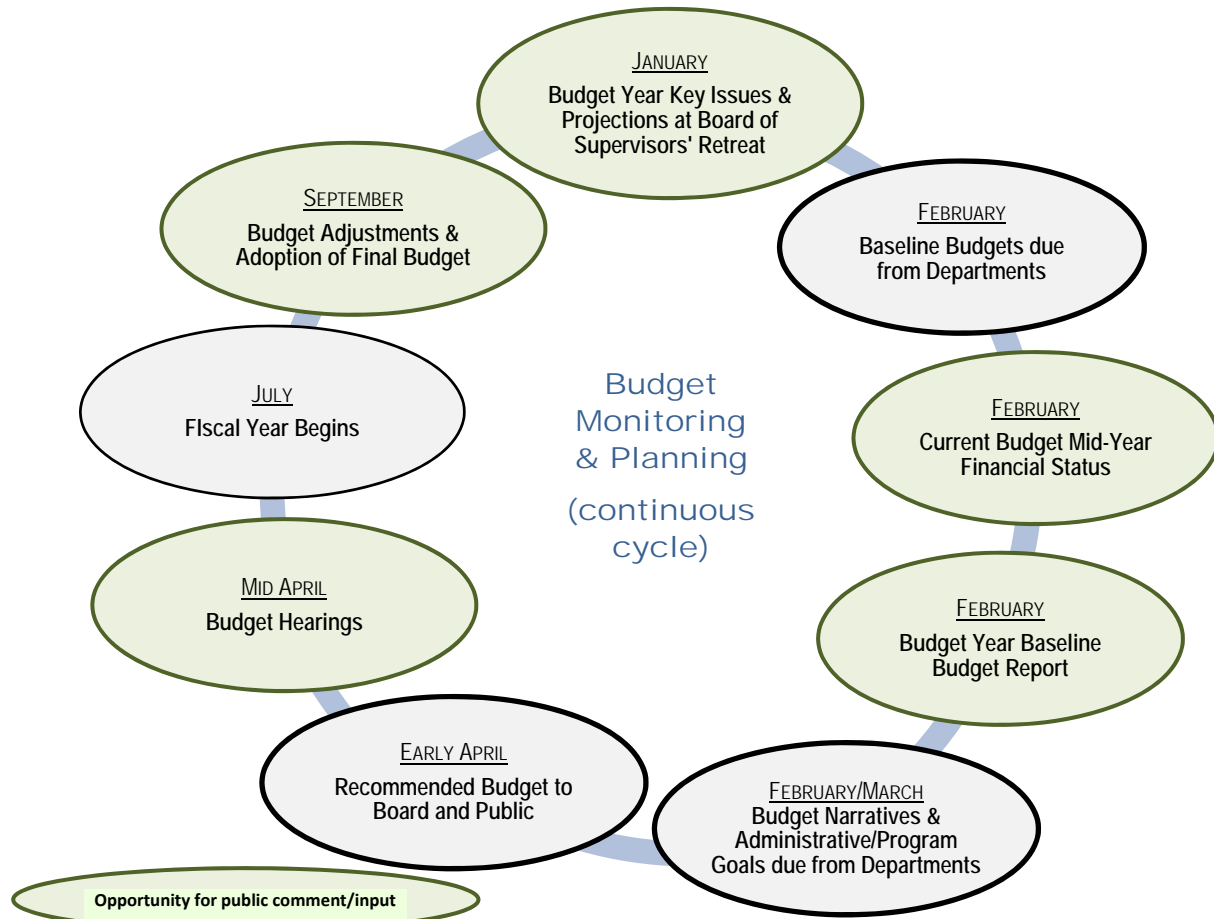 JANUARY
Budget Year Key Issues &
Projections at Board of
Supervisors' Retreat
FEBRUARY
Baseline Budgets due
from Departments
FEBRUARY
Current Budget Mid-Year
Financial Status
FEBRUARY
Budget Year Baseline
Budget Report
FEBRUARY/MARCH
Budget Narratives &
Administrative/Program
Goals due from Departments
EARLY APRIL
Recommended Budget to
Board and Public
MID APRIL
Budget Hearings
JULY
FIscal Year Begins
SEPTEMBER
Budget Adjustments &
Adoption of Final Budget
Budget
Monitoring
& Planning
(continuous
cycle)
Opportunity for public comment/input